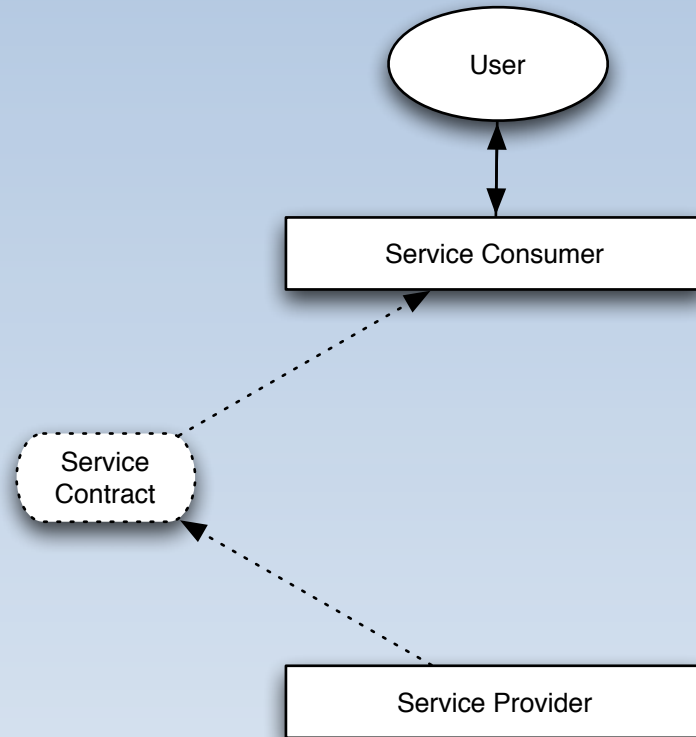 User
Service Consumer
Service
Contract
Service Provider